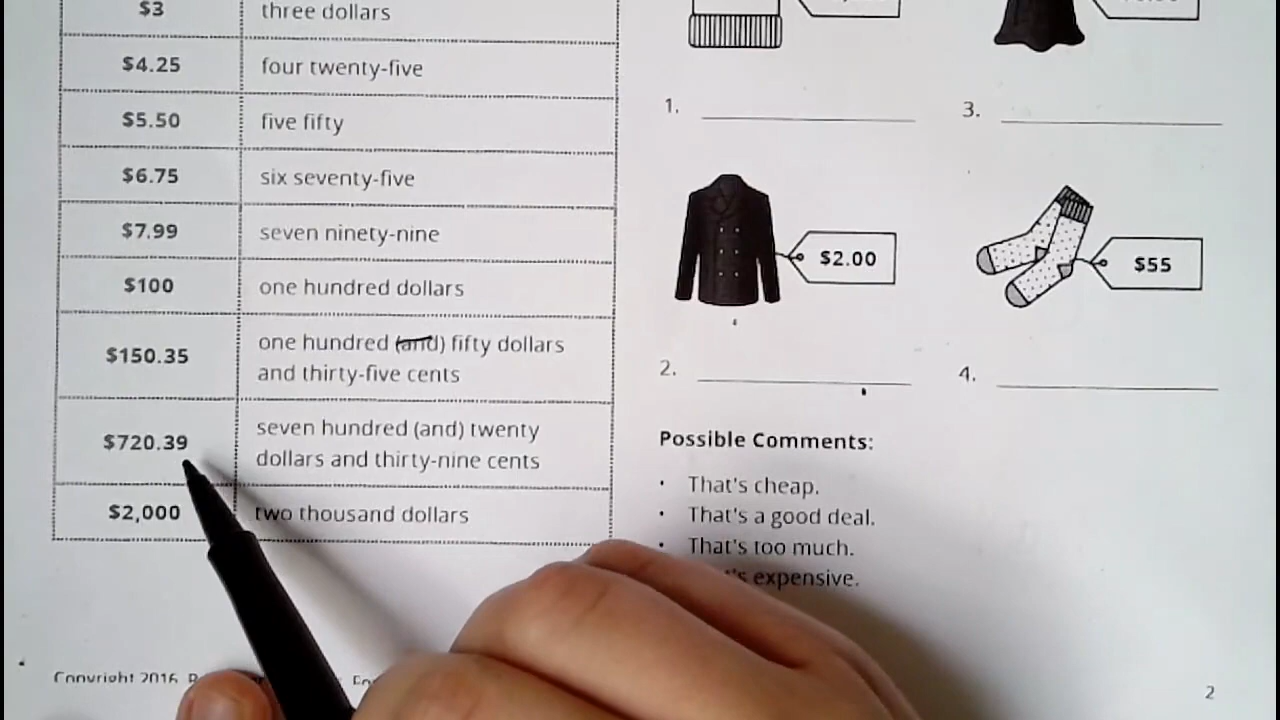 $3
three dollars
$4.25
four twenty-five
$5.50
five fifty
$6.75
six seventy-five
$7.99
seven ninety-nine
$100
one hundred dollars
$150.35
one hundred (and) fifty dollars
and thirty-five cents
$720.39
seven hundred (and) twenty
dollars and thirty-nine cents
$2,000
two thousand dollars
Copyright 2016
1.
3.
$2.00
$55
2.
4.
Possible Comments:
• That's cheap.
• That's a good deal.
• That's too much.
expensive.
2